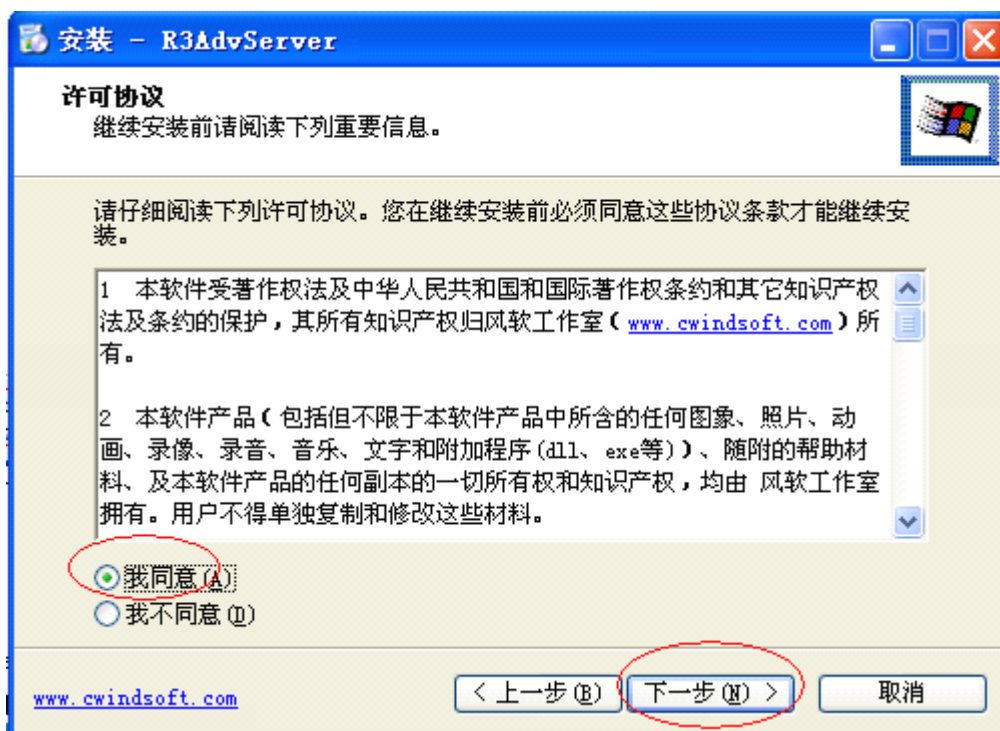 安装 - R3AdvServer
许可协议
继续安装前请阅读下列重要信息。
请仔细阅读下列许可协议。您在继续安装前必须同意这些协议条款才能继续安
装。
1 本软件受著作权法及中华人民共和国和国际著作权条约和其它知识产权
法及条约的保护，其所有知识产权归风软工作室（www.cwindsoft.com）所
有。
2 本软件产品（包括但不限于本软件产品中所含的任何图象、照片、动
画、录像、录音、音乐、文字和附加程序(dll、exe等)）、随附的帮助材
料、及本软件产品的任何副本的一切所有权和知识产权，均由 风软工作室
拥有。用户不得单独复制和修改这些材料。
我同意(A)
我不同意(D)
www.cwindsoft.com
< 上一步(B)
下一步(N) >
取消